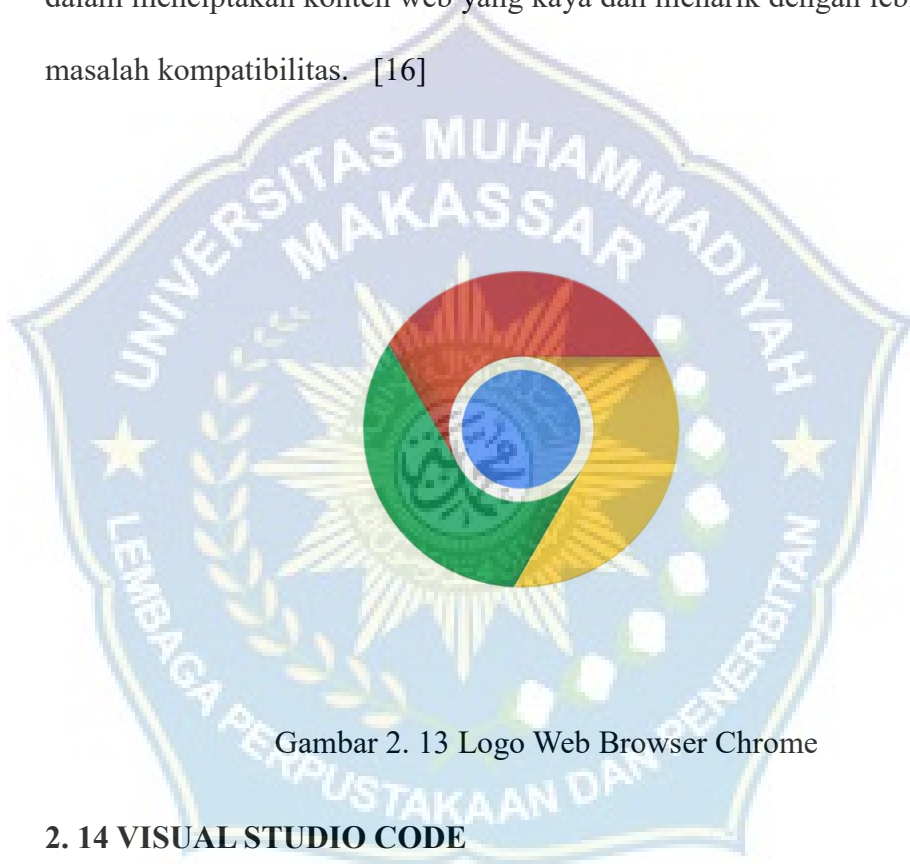 dalam menciptakan konten web yang kaya dan menarik dengan
masalah kompatibilitas. [16]
UNIVERSITAS MUHAMMADIYAH
MAKASSAR
LEMBAGA PERPUSTAKAAN DAN PENERBITAN
Gambar 2. 13 Logo Web Browser Chrome
2. 14 VISUAL STUDIO CODE